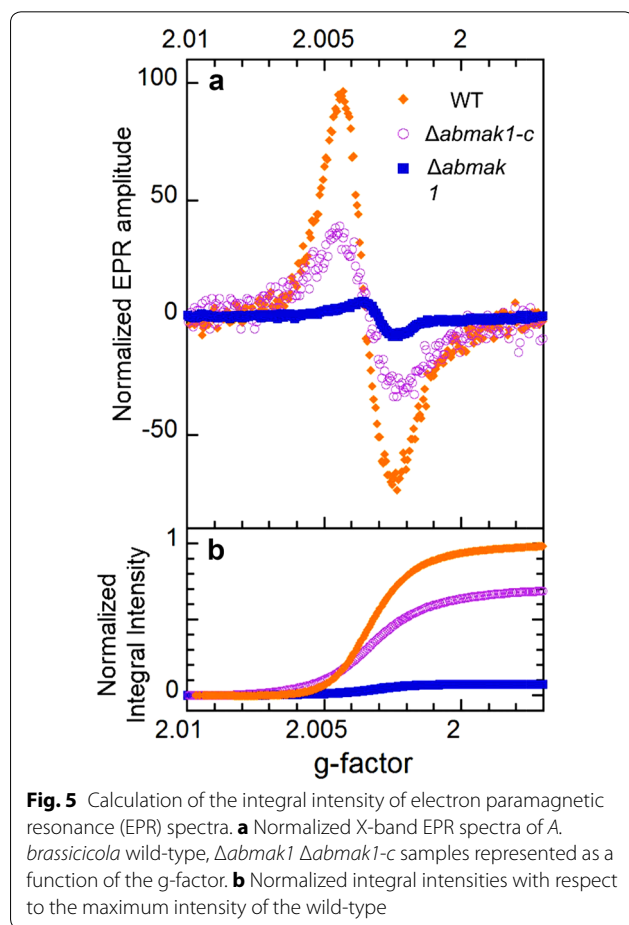 2.01 2.005 2
100
50
0
-50
Normalized EPR amplitude
a
WT
Δabmak1-c
Δabmak
1
b
1
0
Normalized
Integral Intensity
2.01 2.005 2
g-factor
Fig. 5 Calculation of the integral intensity of electron paramagnetic
resonance (EPR) spectra. a Normalized X-band EPR spectra of A.
brassicicola wild-type, Δabmak1 Δabmak1-c samples represented as a
function of the g-factor. b Normalized integral intensities with respect
to the maximum intensity of the wild-type